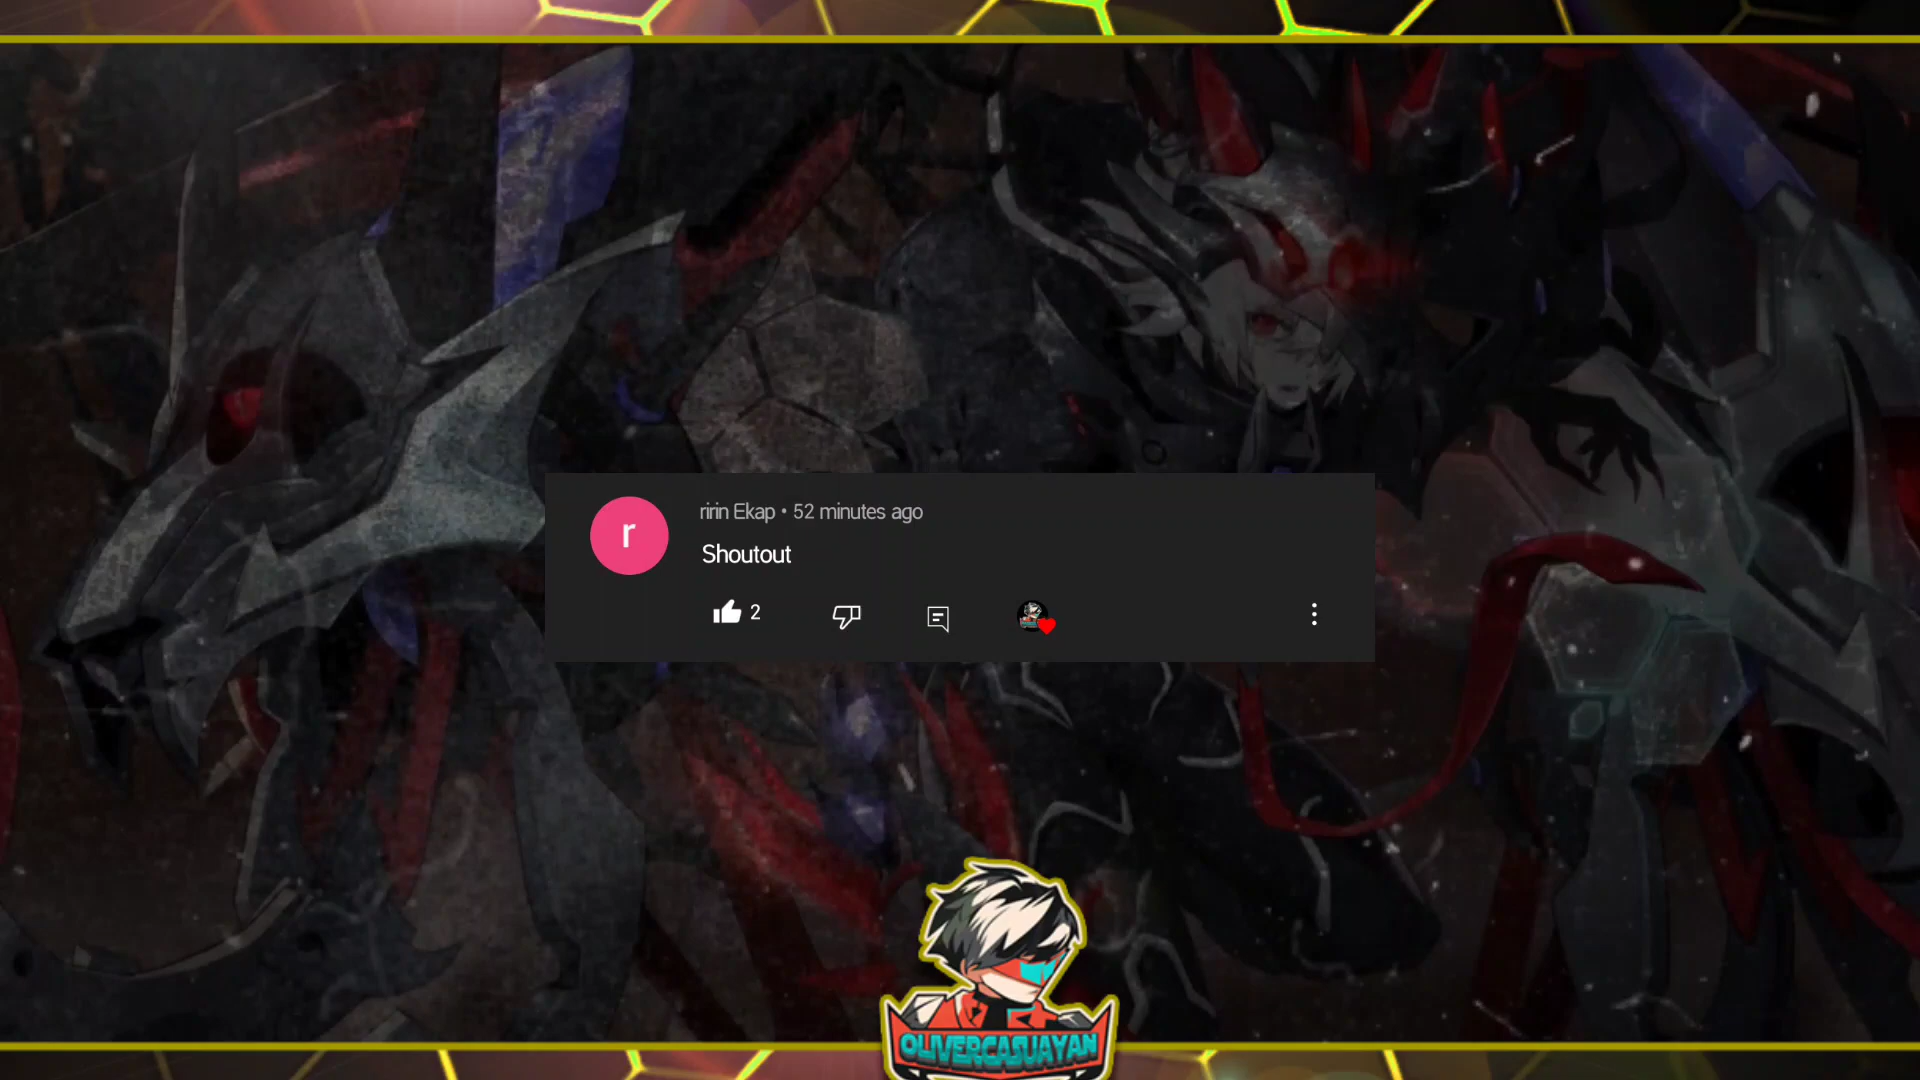 r
ririn Ekap • 52 minutes ago
Shoutout
2
OLIVERCASUAYAN